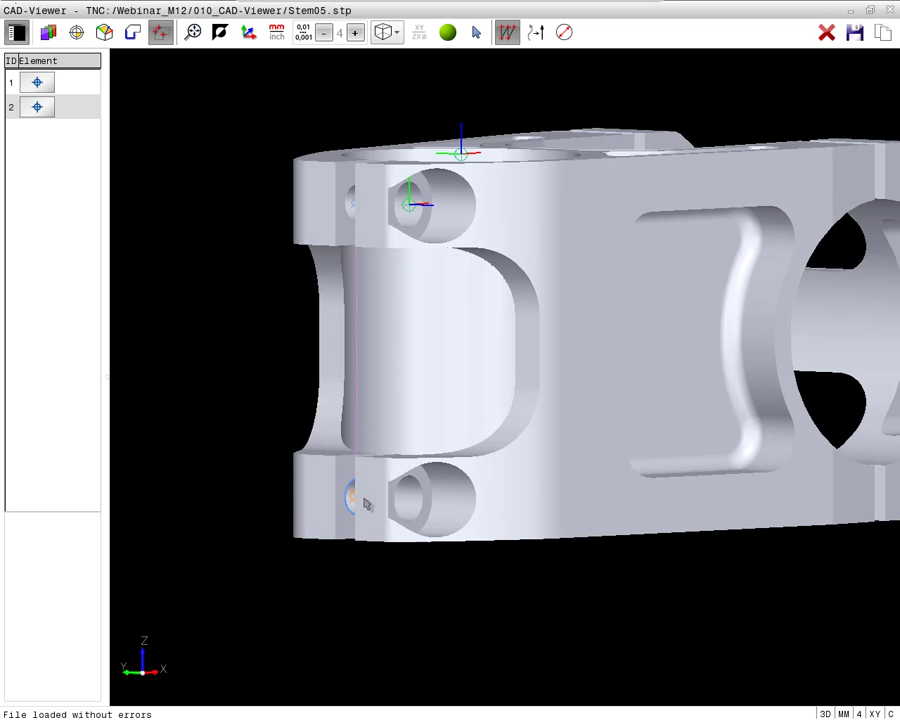 CAD-Viewer - TNC:/Webinar_M12/010_CAD-Viewer/Stem05.stp
mm
inch
0,01
0,001
- 4 +
XY
ZX
ID Element
1
2
Z
Y
X
File loaded without errors
3D MM 4 XY C